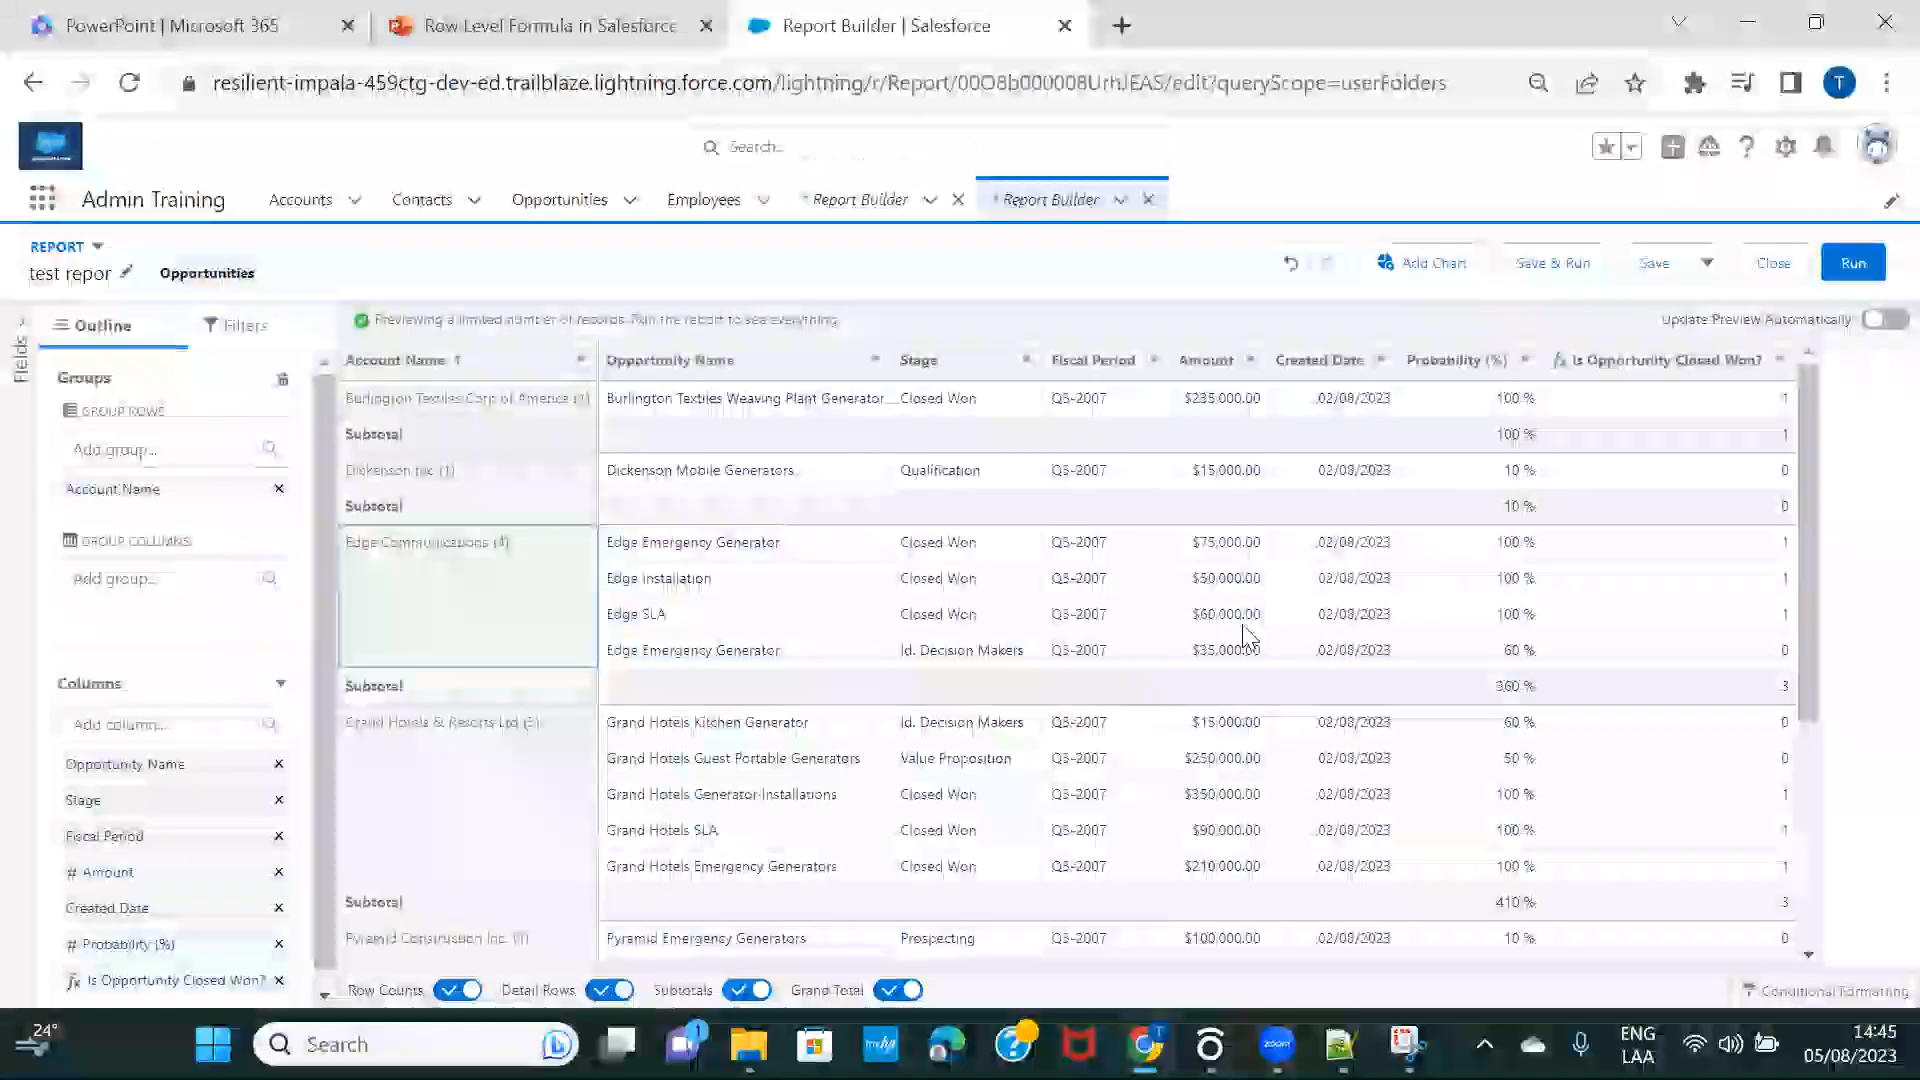 PowerPoint | Microsoft 365
Row Level Formula in Salesforce
Report Builder | Salesforce
resilient-impala-459ctg-dev-ed.trailblaze.lightning.force.com/lightning/r/Report/00O8b000008UrhJEAS/edit?queryScope=userFolders
T
Search...
Admin Training
Accounts
Contacts
Opportunities
Employees
* Report Builder
* Report Builder
REPORT
test repor
Opportunities
Add Chart
Save & Run
Save
Close
Run
Fields
Outline
Filters
Previewing a limited number of records. Run the report to see everything.
Update Preview Automatically
Groups
GROUP ROWS
Add group...
Account Name
GROUP COLUMNS
Add group...
Columns
Add column...
Opportunity Name
Stage
Fiscal Period
# Amount
Created Date
# Probability (%)
fx Is Opportunity Closed Won?
Account Name ↑ Opportunity Name Stage Fiscal Period Amount Created Date Probability (%) fx Is Opportunity Closed Won?
Burlington Textiles Corp of America (1) Burlington Textiles Weaving Plant Generator Closed Won Q3-2007 $235,000.00 02/08/2023 100 % 1
Subtotal 100 % 1
Dickenson Inc (1) Dickenson Mobile Generators Qualification Q3-2007 $15,000.00 02/08/2023 10 % 0
Subtotal 10 % 0
Edge Communications (4) Edge Emergency Generator Closed Won Q3-2007 $75,000.00 02/08/2023 100 % 1
Edge Installation Closed Won Q3-2007 $50,000.00 02/08/2023 100 % 1
Edge SLA Closed Won Q3-2007 $60,000.00 02/08/2023 100 % 1
Edge Emergency Generator Id. Decision Makers Q3-2007 $35,000.00 02/08/2023 60 % 0
Subtotal 360 % 3
Grand Hotels & Resorts Ltd (5) Grand Hotels Kitchen Generator Id. Decision Makers Q3-2007 $15,000.00 02/08/2023 60 % 0
Grand Hotels Guest Portable Generators Value Proposition Q3-2007 $250,000.00 02/08/2023 50 % 0
Grand Hotels Generator Installations Closed Won Q3-2007 $350,000.00 02/08/2023 100 % 1
Grand Hotels SLA Closed Won Q3-2007 $90,000.00 02/08/2023 100 % 1
Grand Hotels Emergency Generators Closed Won Q3-2007 $210,000.00 02/08/2023 100 % 1
Subtotal 410 % 3
Pyramid Construction Inc. (1) Pyramid Emergency Generators Prospecting Q3-2007 $100,000.00 02/08/2023 10 % 0
Row Counts
Detail Rows
Subtotals
Grand Total
Conditional Formatting
24°
Search
1
myhp
T
zoom
ENG
LAA
14:45
05/08/2023